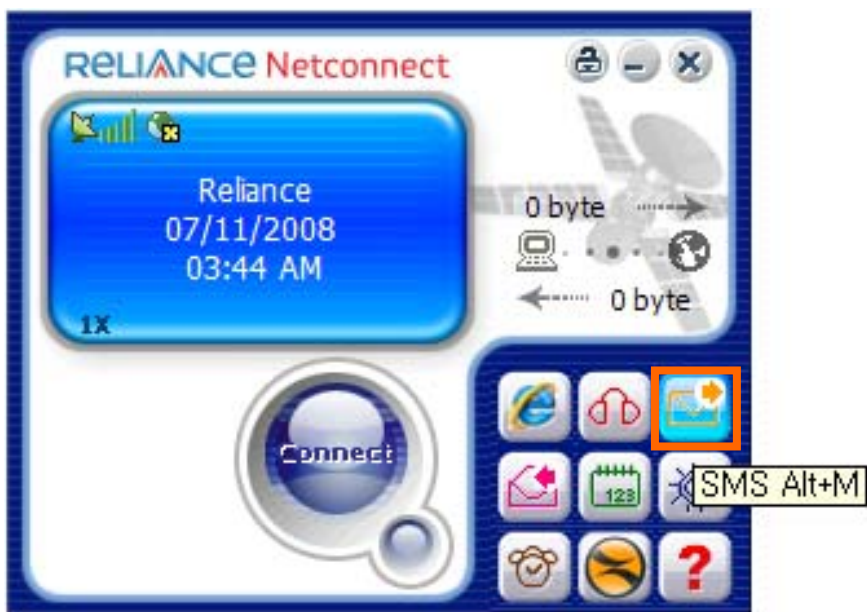 RELIANCE Netconnect
Reliance
07/11/2008
03:44 AM
1X
0 byte
0 byte
Connect
123
SMS Alt+M
?